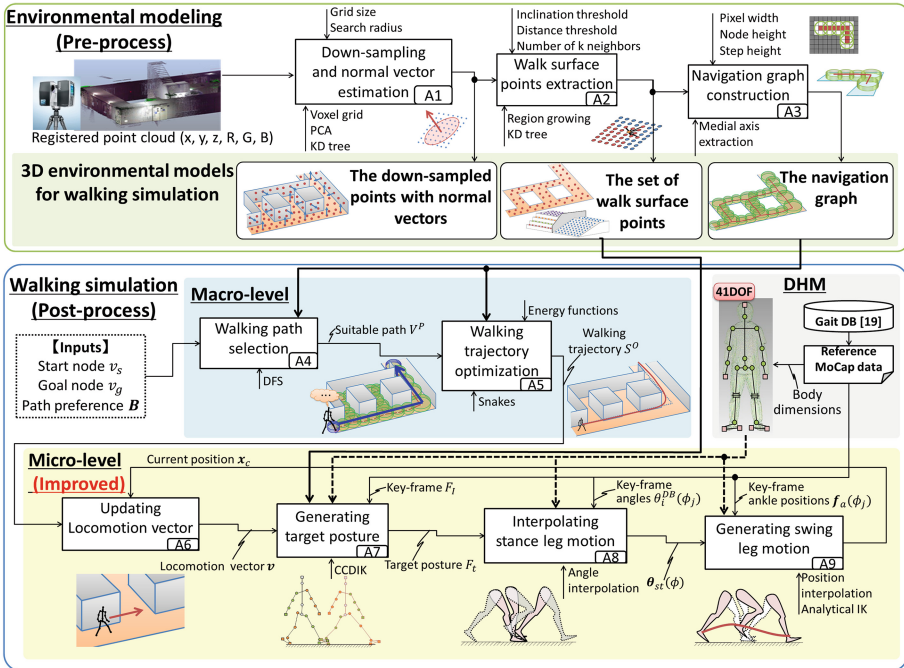 Environmental modeling
(Pre-process)
Grid size
Search radius
Down-sampling
and normal vector
estimation
A1
Voxel grid
PCA
KD tree
Registered point cloud (x, y, z, R, G, B)
Inclination threshold
Distance threshold
Number of k neighbors
Walk surface
points extraction
A2
Region growing
KD tree
Pixel width
Node height
Step height
Navigation graph
construction
A3
Medial axis
extraction
3D environmental models
for walking simulation
The down-sampled
points with normal
vectors
The set of
walk surface
points
The navigation
graph
Walking simulation
(Post-process)
【Inputs】
Start node v_s
Goal node v_g
Path preference B
Macro-level
Walking path
selection
A4
DFS
Suitable path V^P
...
Energy functions
Walking
trajectory
optimization
A5
Snakes
Walking
trajectory S^O
DHM
41DOF
Gait DB [19]
Reference
MoCap data
Body
dimensions
Micro-level
(Improved)
Current position x_c
Updating
Locomotion vector
A6
Locomotion vector v
Key-frame F_I
Generating
target posture
A7
CCDIK
Target posture F_t
Key-frame
angles θ_i^DB(ϕ_j)
Interpolating
stance leg motion
A8
Angle
interpolation
θ_st(ϕ)
Key-frame
ankle positions f_a(ϕ_j)
Generating swing
leg motion
A9
Position
interpolation
Analytical IK